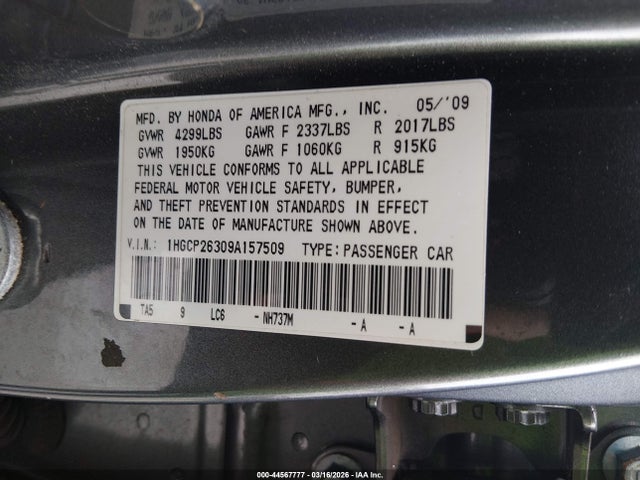 MFD. BY HONDA OF AMERICA MFG., INC. 05/'09
GVWR 4299LBS GAWR F 2337LBS R 2017LBS
GVWR 1950KG GAWR F 1060KG R 915KG
THIS VEHICLE CONFORMS TO ALL APPLICABLE
FEDERAL MOTOR VEHICLE SAFETY, BUMPER,
AND THEFT PREVENTION STANDARDS IN EFFECT
ON THE DATE OF MANUFACTURE SHOWN ABOVE.
V.I.N.: 1HGCP26309A157509 TYPE:PASSENGER CAR
TA5 9 LC6 - NH737M - A - A
000-44567777 - 03/16/2026 - IAA Inc.